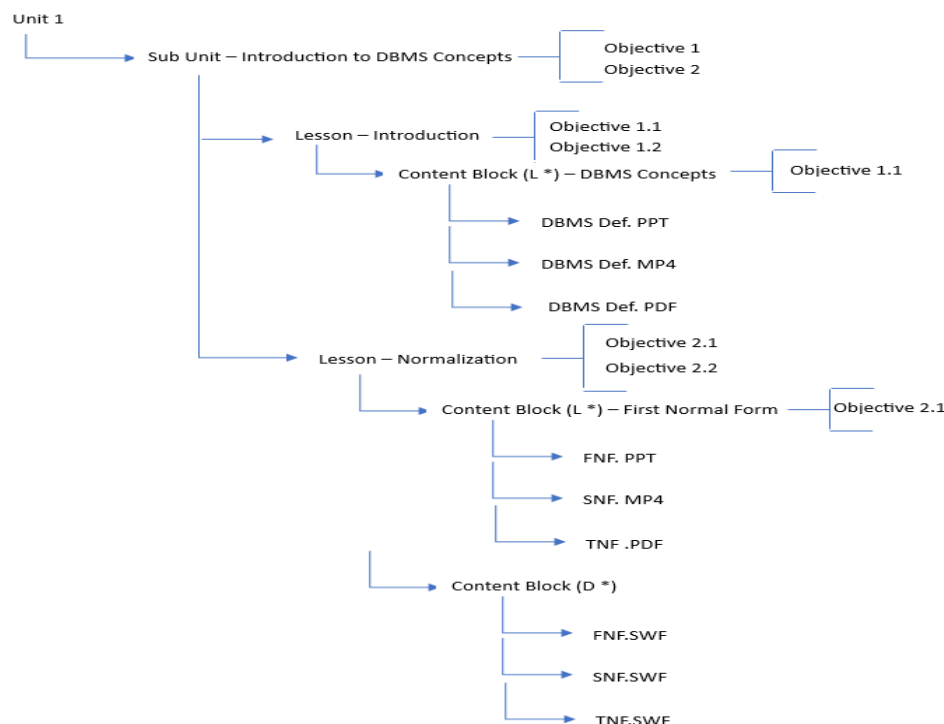 Unit 1
Sub Unit – Introduction to DBMS Concepts
Objective 1
Objective 2
Lesson – Introduction
Objective 1.1
Objective 1.2
Content Block (L *) – DBMS Concepts
Objective 1.1
DBMS Def. PPT
DBMS Def. MP4
DBMS Def. PDF
Lesson – Normalization
Objective 2.1
Objective 2.2
Content Block (L *) – First Normal Form
Objective 2.1
FNF. PPT
SNF. MP4
TNF .PDF
Content Block (D *)
FNF.SWF
SNF.SWF
TNF.SWF